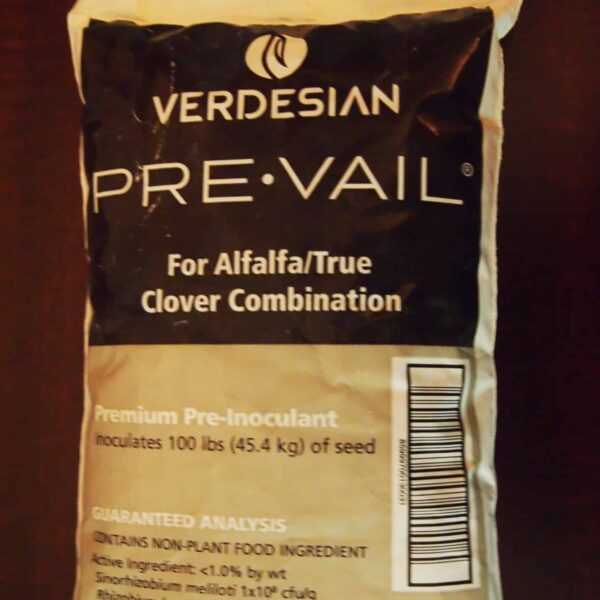 VERDESIAN
PRE•VAIL®
For Alfalfa/True
Clover Combination
Premium Pre-Inoculant
Inoculates 100 lbs (45.4 kg) of seed
GUARANTEED ANALYSIS
CONTAINS NON-PLANT FOOD INGREDIENT
Active Ingredient: <1.0% by wt
Sinorhizobium meliloti 1x10⁸ cfu/g